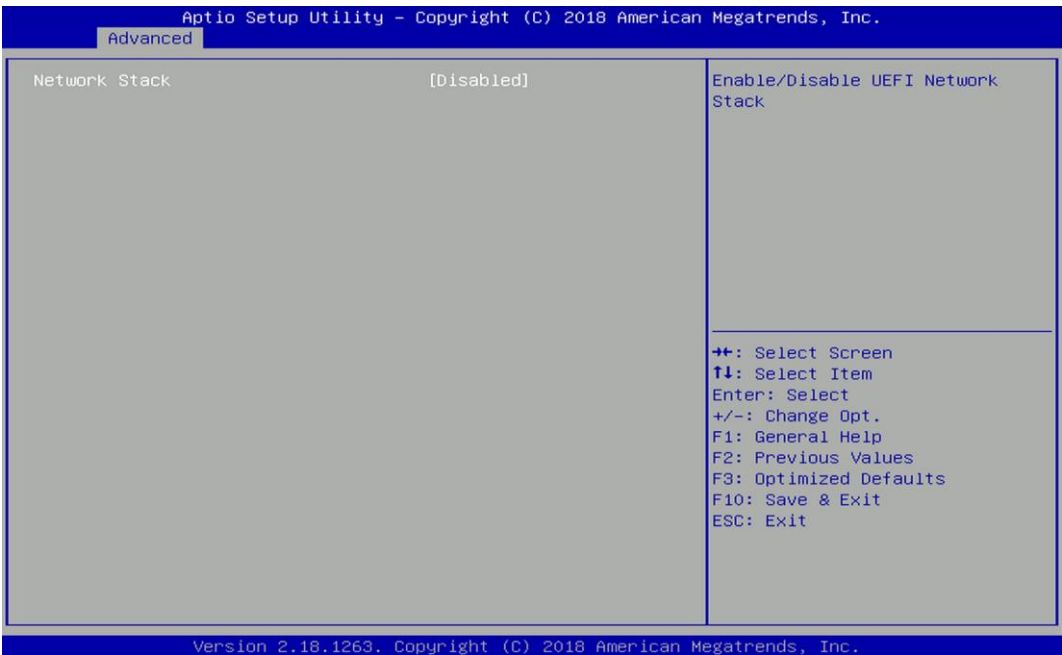 Aptio Setup Utility – Copyright (C) 2018 American Megatrends, Inc.
Advanced
Network Stack [Disabled]
Enable/Disable UEFI Network
Stack
→←: Select Screen
↑↓: Select Item
Enter: Select
+/-: Change Opt.
F1: General Help
F2: Previous Values
F3: Optimized Defaults
F10: Save & Exit
ESC: Exit
Version 2.18.1263. Copyright (C) 2018 American Megatrends, Inc.